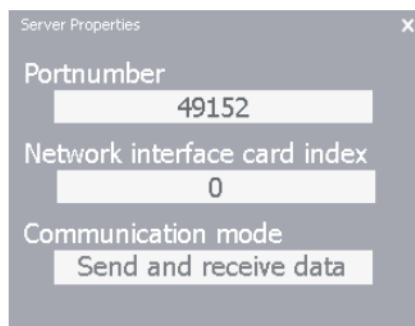 Server Properties X
Portnumber
49152
Network interface card index
0
Communication mode
Send and receive data